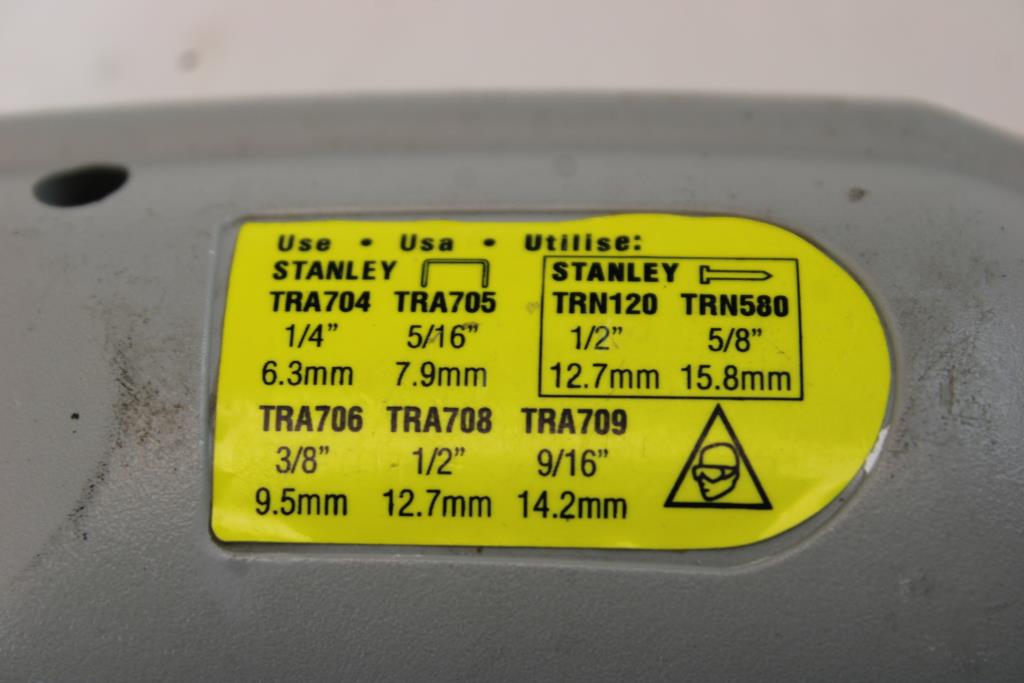 Use • Usa • Utilise:
STANLEY STANLEY
TRA704 TRA705 TRN120 TRN580
1/4” 5/16” 1/2” 5/8”
6.3mm 7.9mm 12.7mm 15.8mm
TRA706 TRA708 TRA709
3/8” 1/2” 9/16”
9.5mm 12.7mm 14.2mm